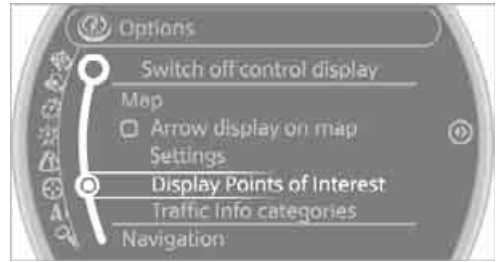 Options
Switch off control display
Map
Arrow display on map
Settings
Display Points of Interest
Traffic Info categories
Navigation